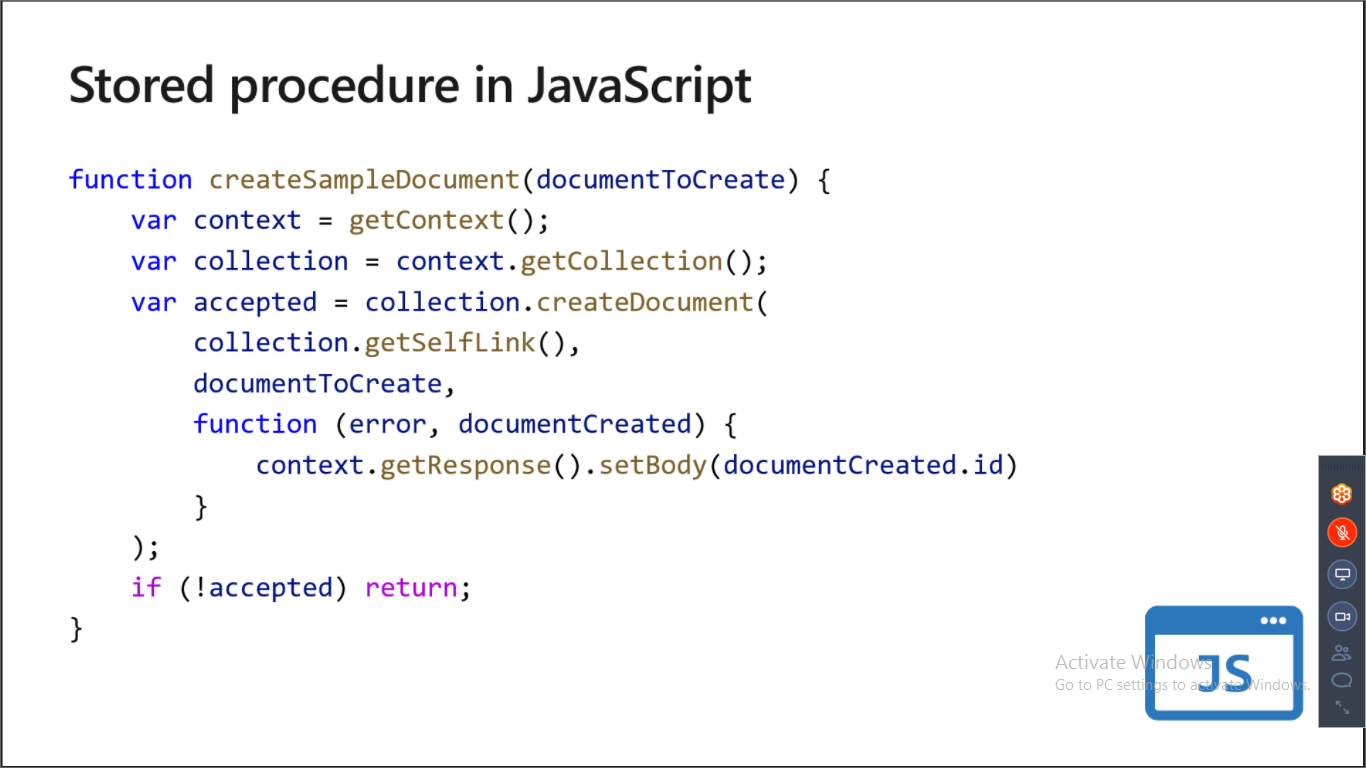 Stored procedure in JavaScript
function createSampleDocument(documentToCreate) {
    var context = getContext();
    var collection = context.getCollection();
    var accepted = collection.createDocument(
        collection.getSelfLink(),
        documentToCreate,
        function (error, documentCreated) {
            context.getResponse().setBody(documentCreated.id)
        }
    );
    if (!accepted) return;
}
JS
Activate Windows
Go to PC settings to activate Windows.